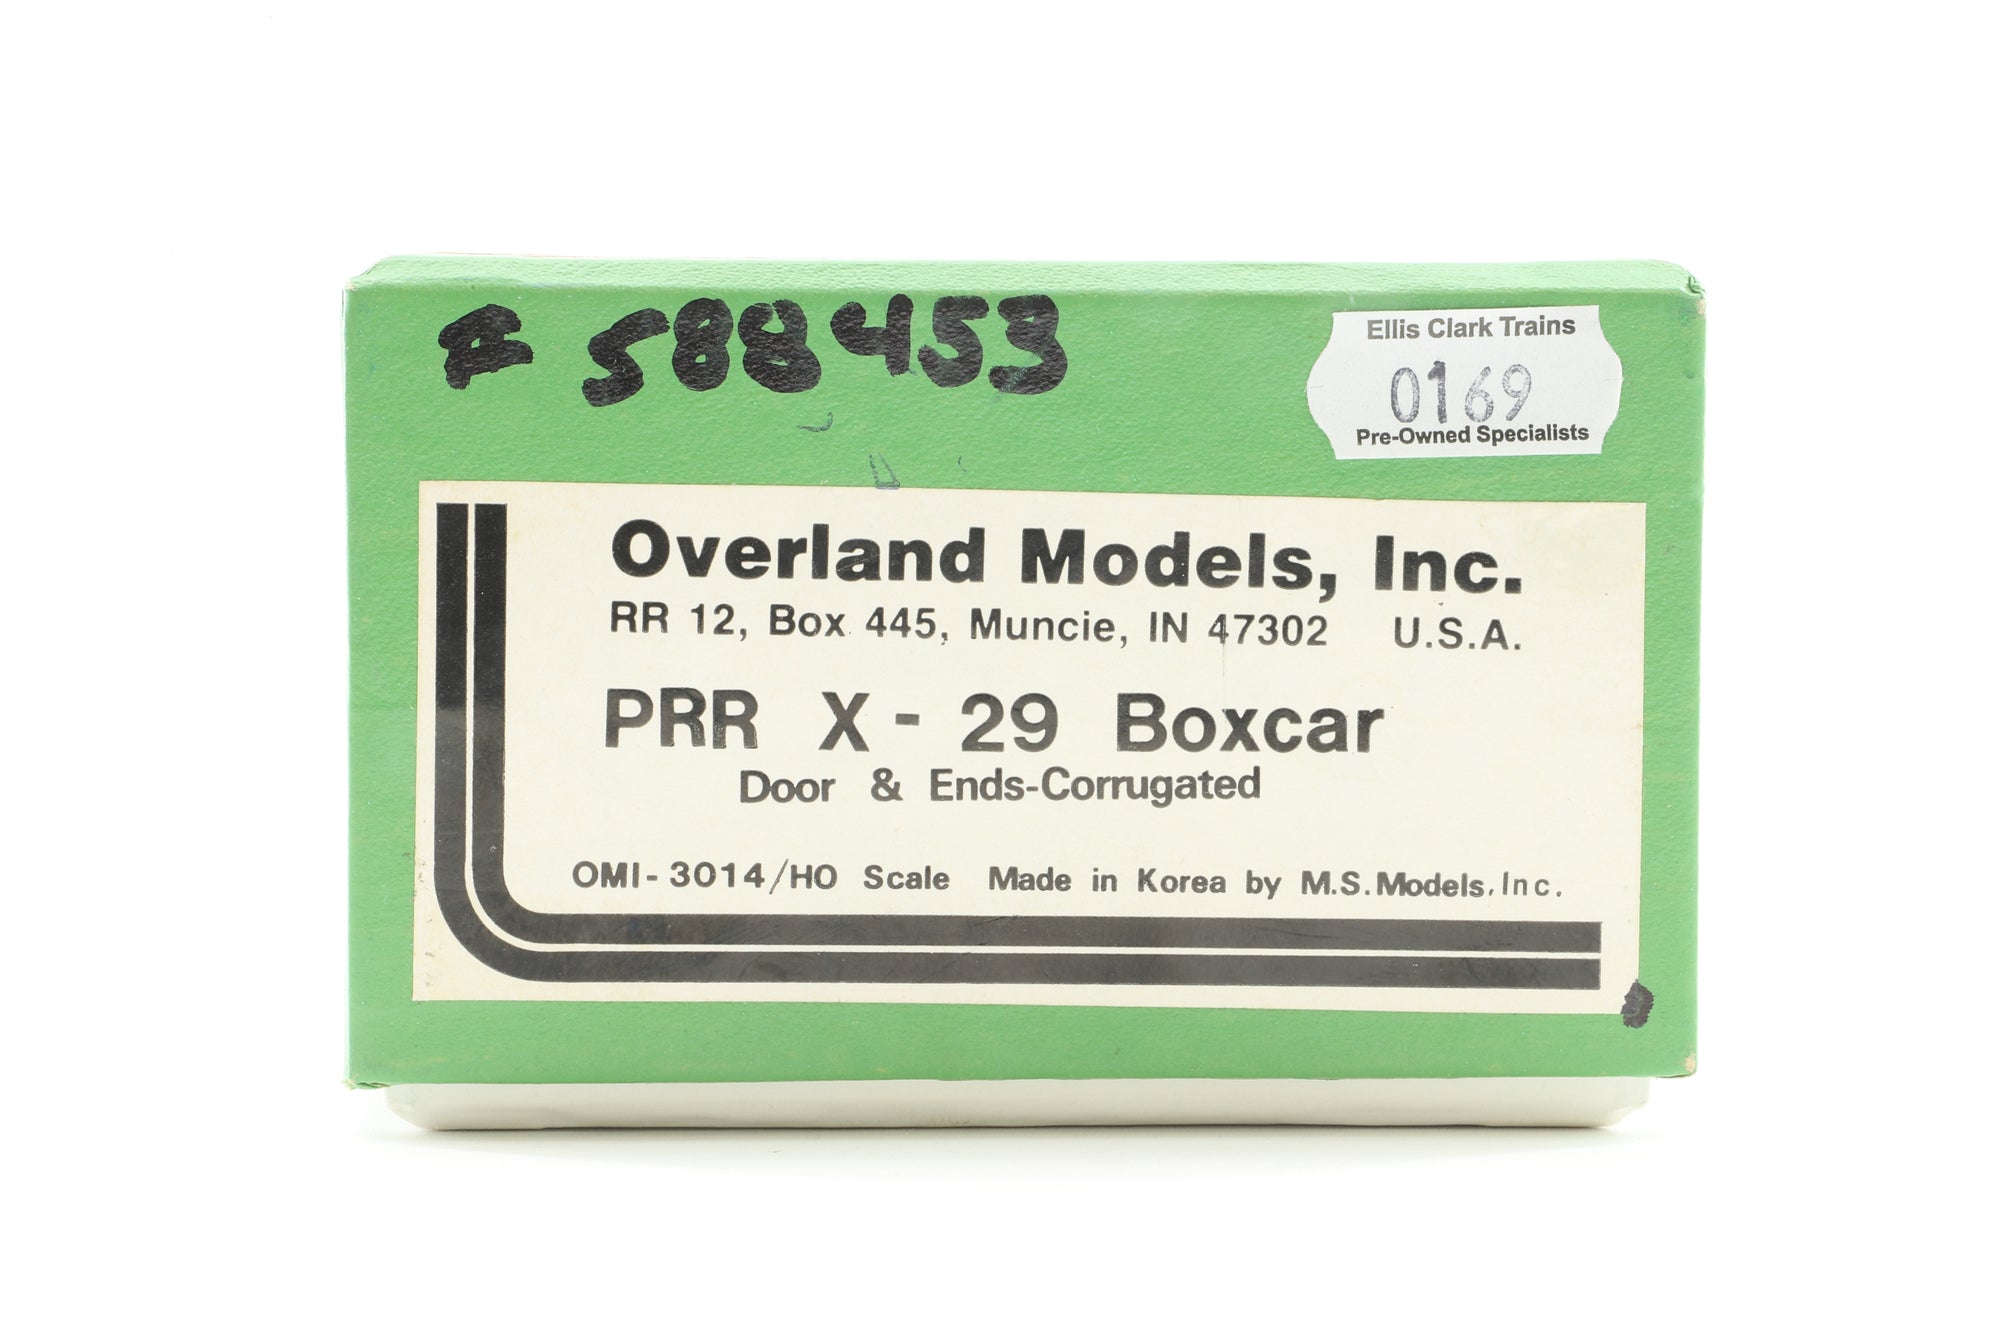 # 588453
Ellis Clark Trains
0169
Pre-Owned Specialists
Overland Models, Inc.
RR 12, Box 445, Muncie, IN 47302 U.S.A.
PRR X - 29 Boxcar
Door & Ends-Corrugated
OMI- 3014/HO Scale Made in Korea by M.S. Models, Inc.